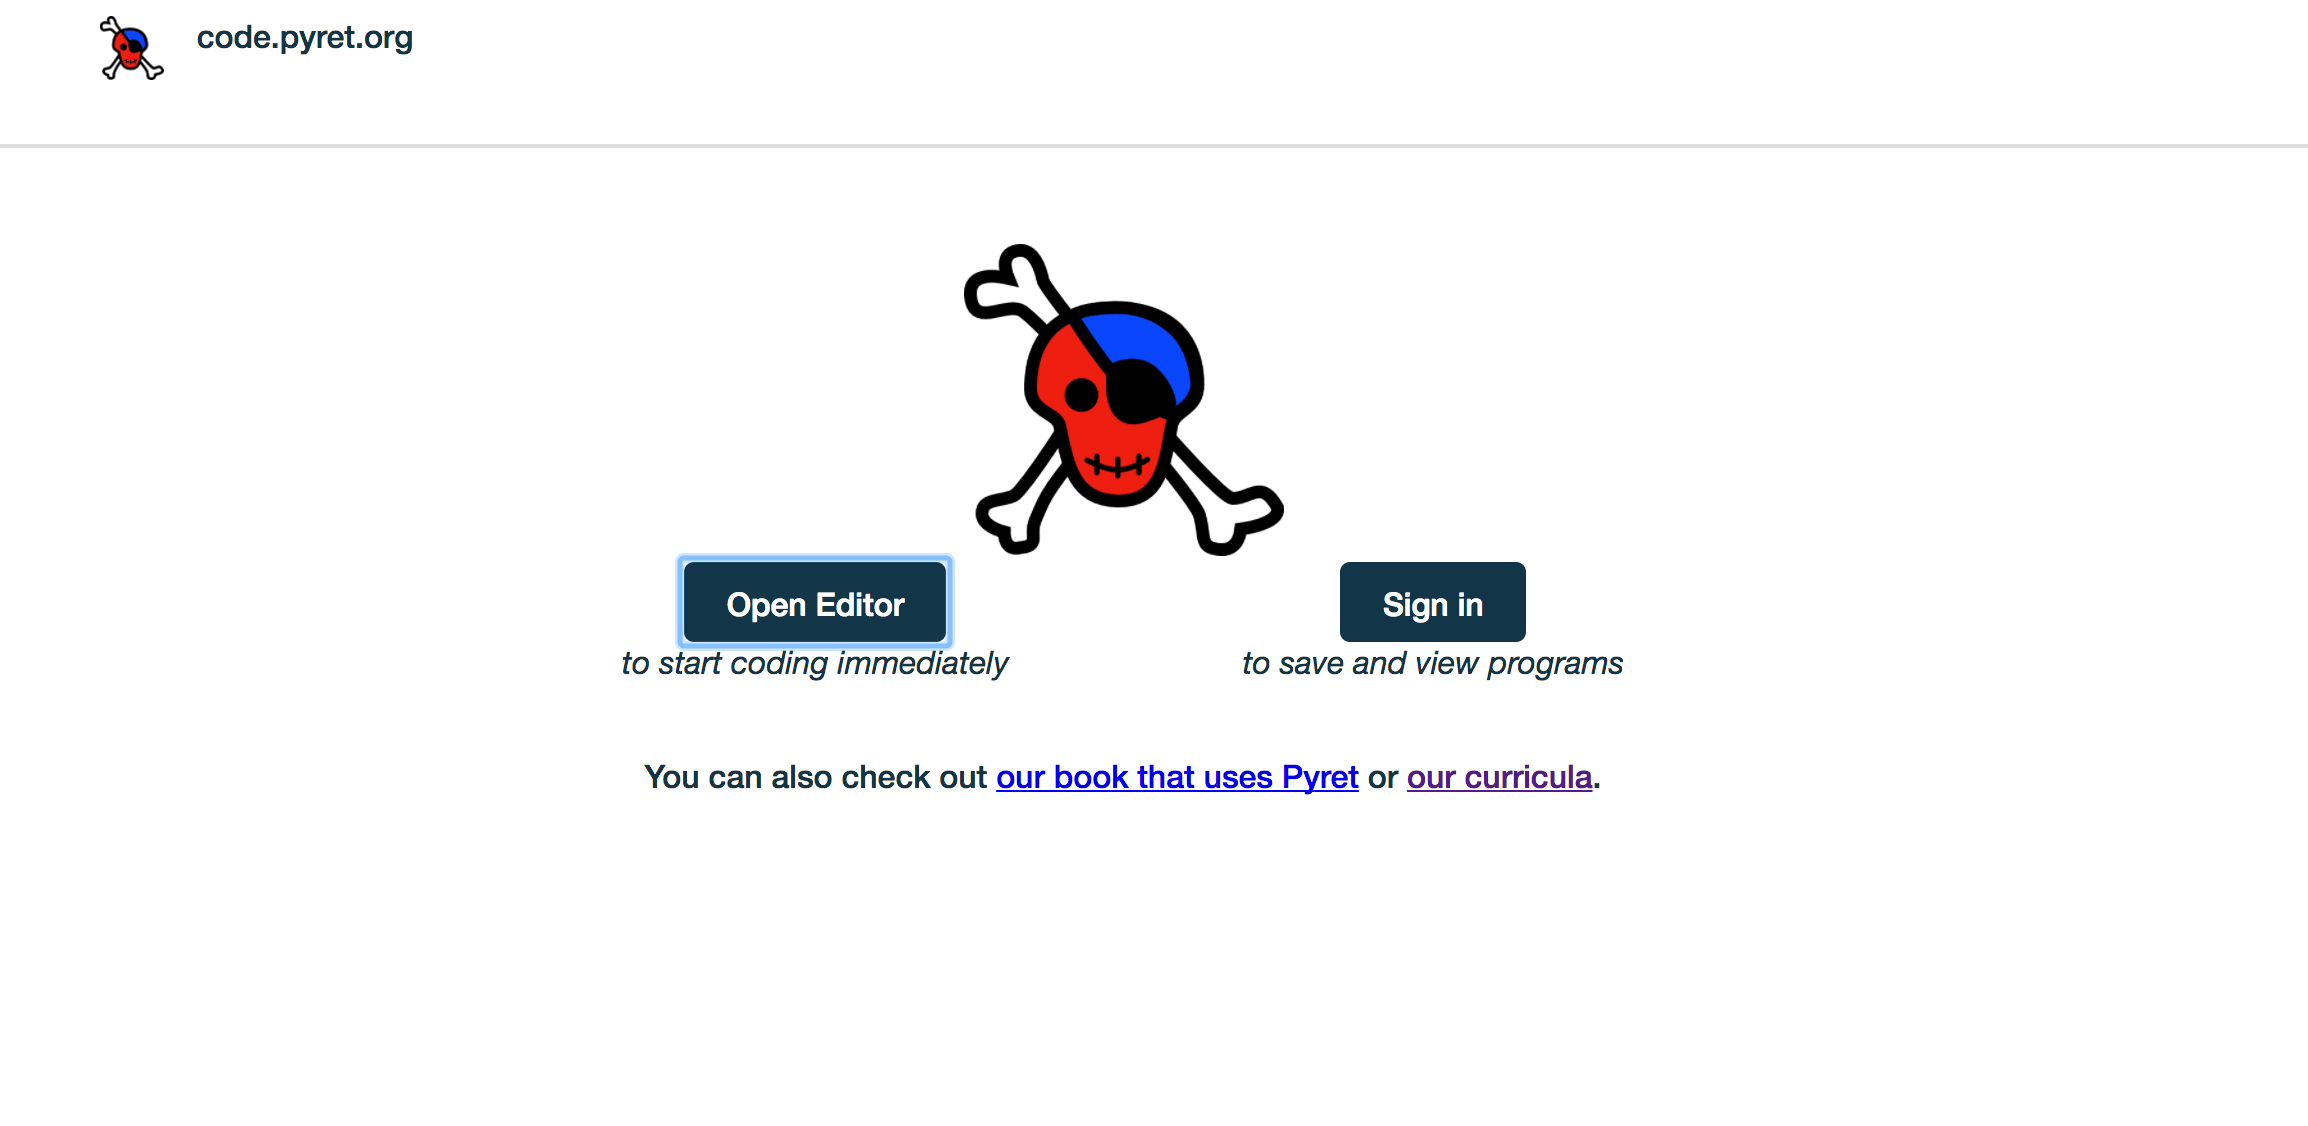 code.pyret.org
Open Editor
to start coding immediately
Sign in
to save and view programs
You can also check out our book that uses Pyret or our curricula.